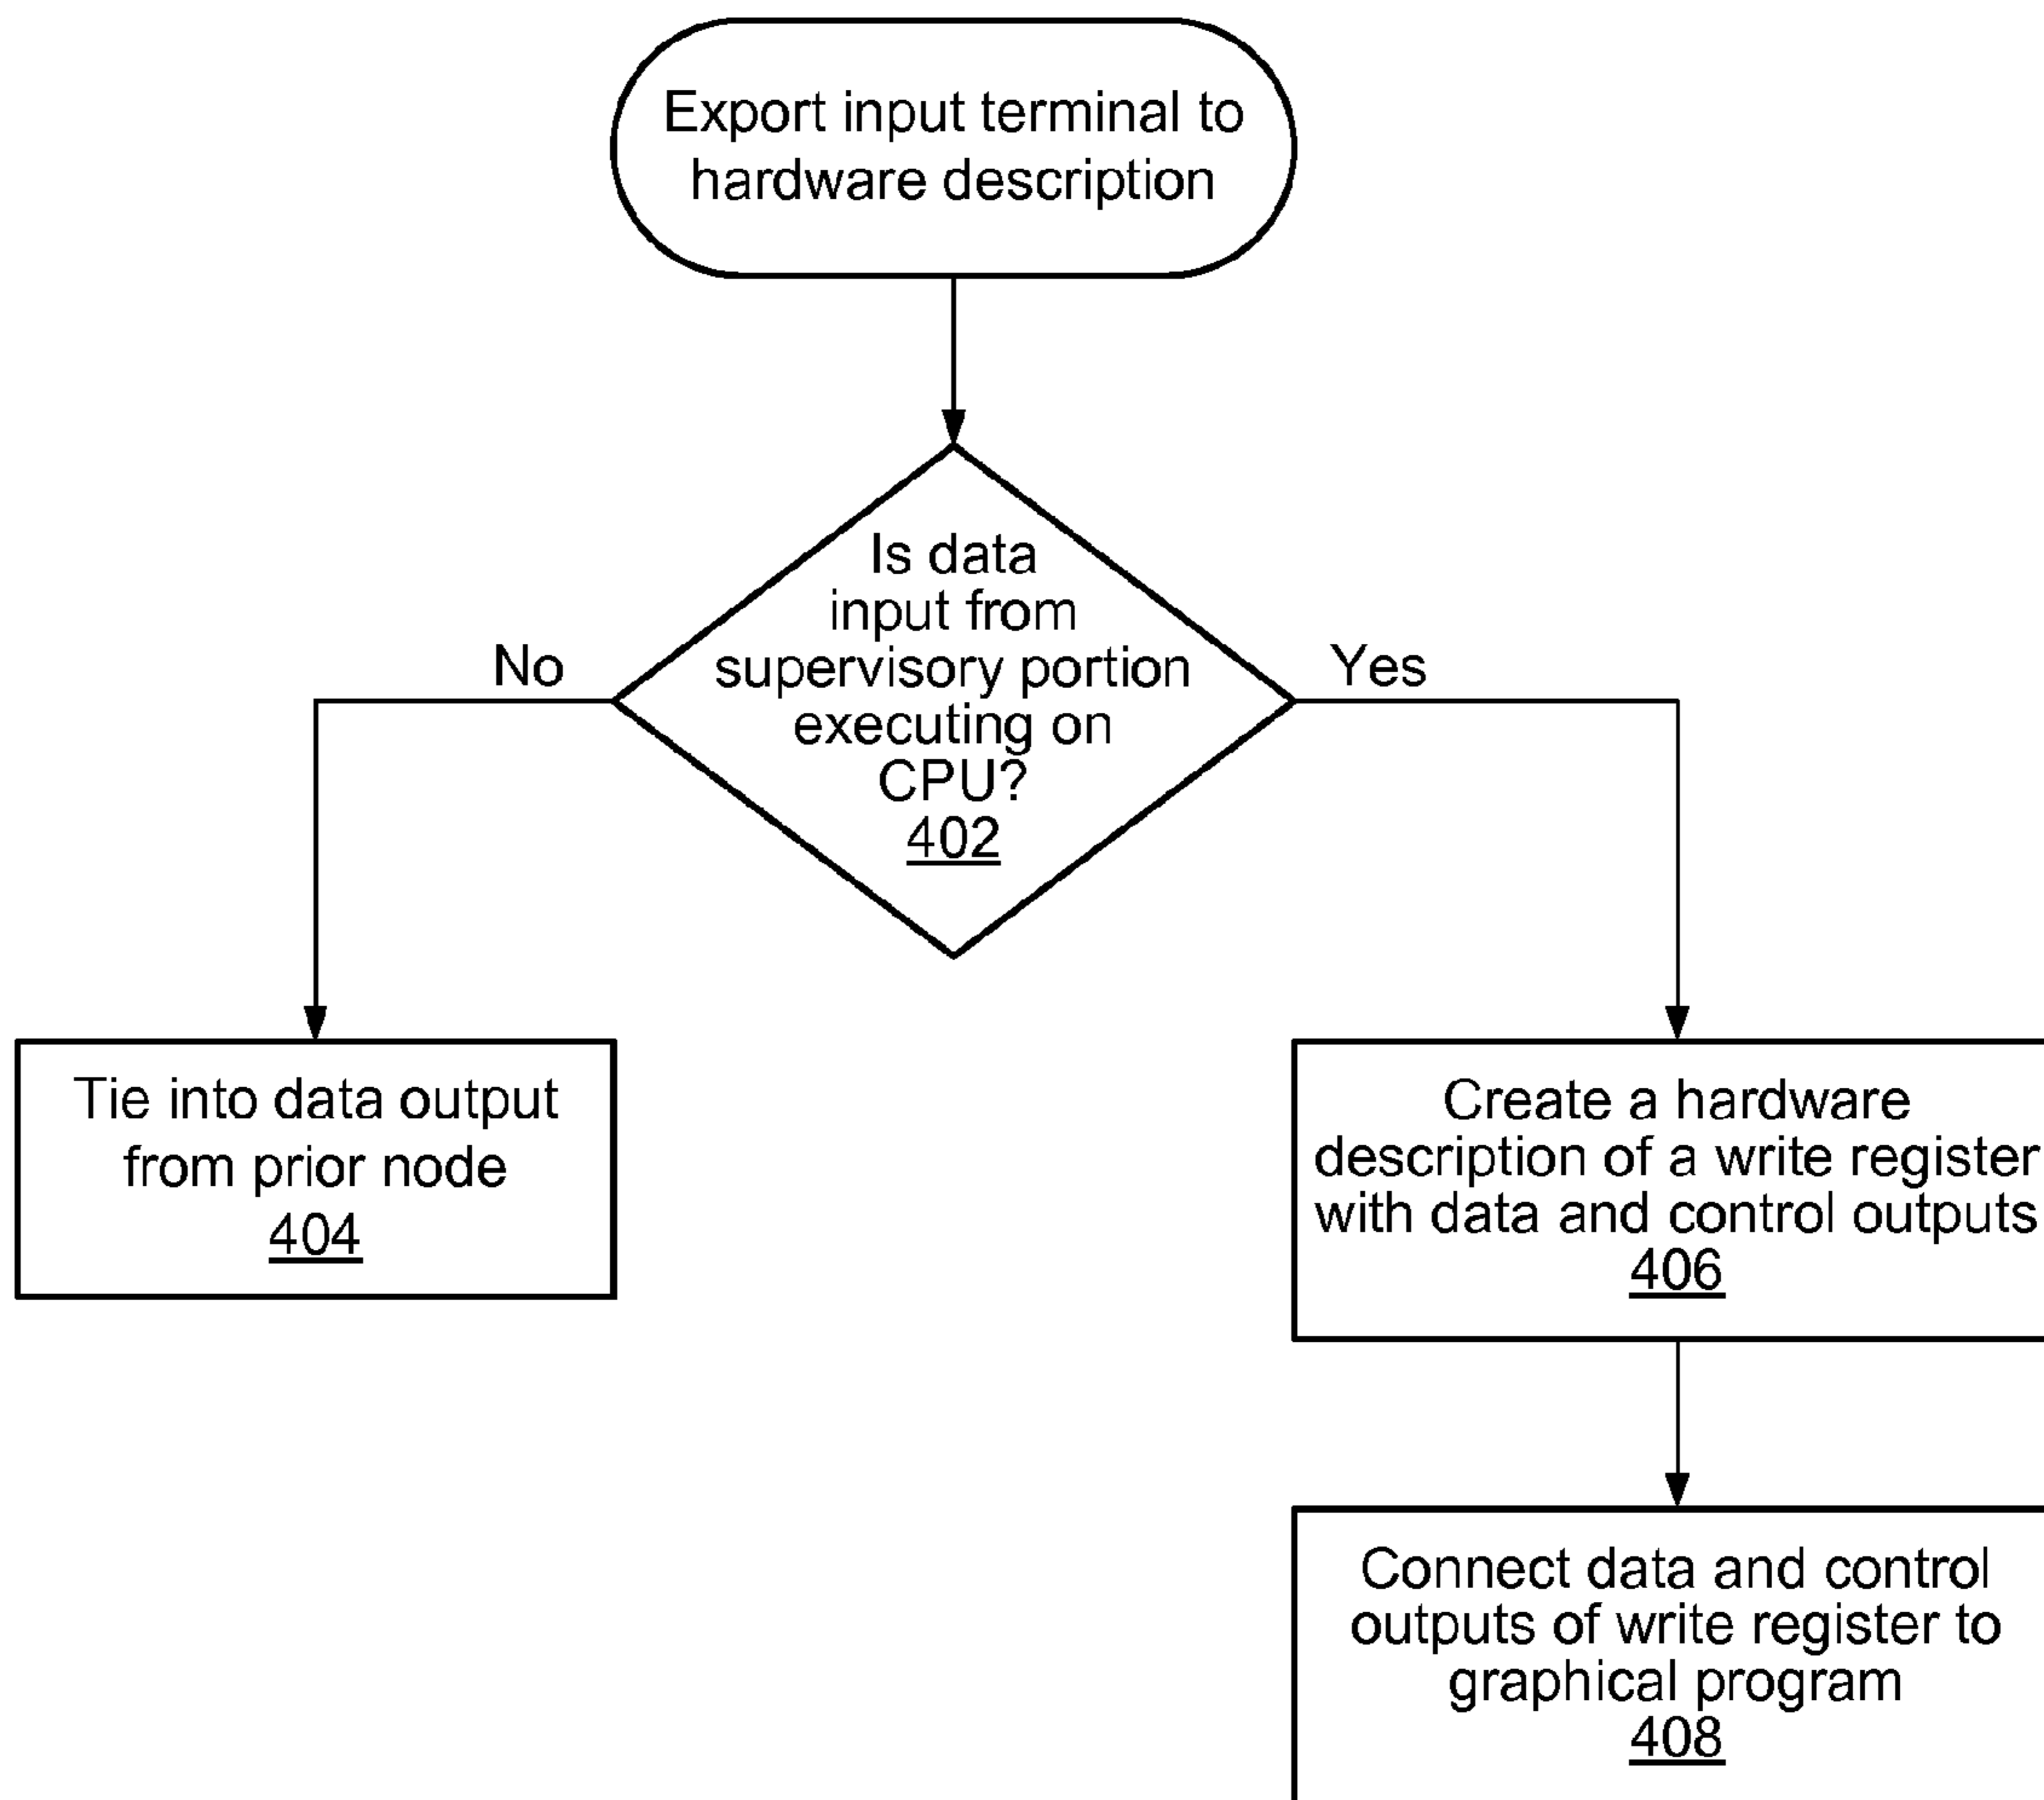 Export input terminal to
hardware description
Is data
input from
supervisory portion
executing on
CPU?
402
No
Yes
Tie into data output
from prior node
404
Create a hardware
description of a write register
with data and control outputs
406
Connect data and control
outputs of write register to
graphical program
408